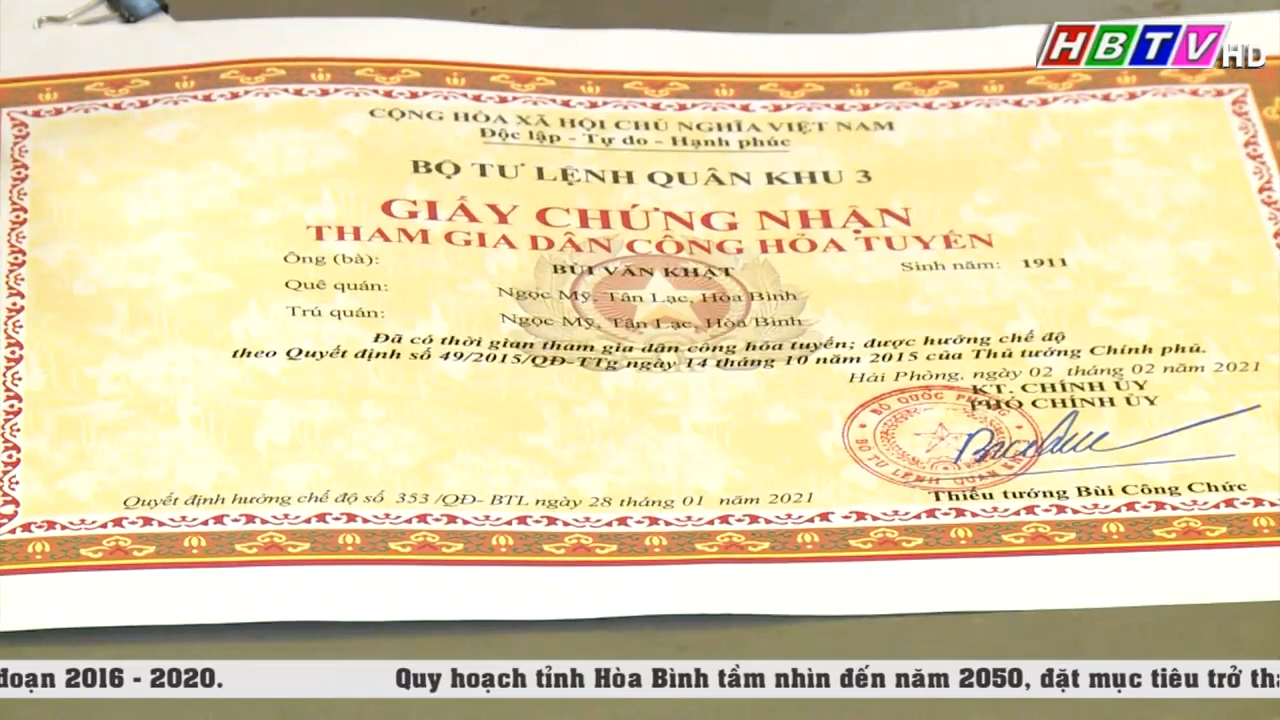 HBTV HD
CỘNG HÒA XÃ HỘI CHỦ NGHĨA VIỆT NAM
Độc lập - Tự do - Hạnh phúc
BỘ TƯ LỆNH QUÂN KHU 3
GIẤY CHỨNG NHẬN
THAM GIA DÂN CÔNG HỎA TUYẾN
Ông (bà): BÙI VĂN KHẠT Sinh năm: 1911
Quê quán: Ngọc Mỹ, Tân Lạc, Hòa Bình
Trú quán: Ngọc Mỹ, Tân Lạc, Hòa Bình
Đã có thời gian tham gia dân công hỏa tuyến; được hưởng chế độ
theo Quyết định số 49/2015/QĐ-TTg ngày 14 tháng 10 năm 2015 của Thủ tướng Chính phủ.
Hải Phòng, ngày 02 tháng 02 năm 2021
KT. CHÍNH ỦY
PHÓ CHÍNH ỦY
BỘ QUỐC PHÒNG
BỘ TƯ LỆNH QUÂN
Thiếu tướng Bùi Công Chức
Quyết định hưởng chế độ số 353 /QĐ- BTL ngày 28 tháng 01 năm 2021
đoạn 2016 - 2020. Quy hoạch tỉnh Hòa Bình tầm nhìn đến năm 2050, đặt mục tiêu trở